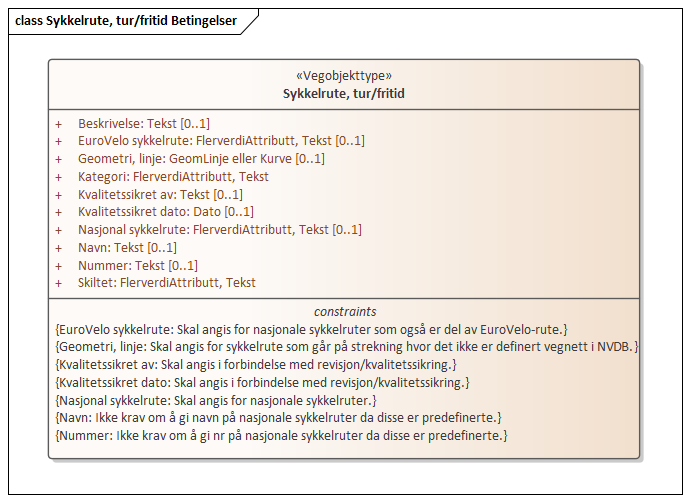 class Sykkelrute, tur/fritid Betingelser
«Vegobjekttype»
Sykkelrute, tur/fritid
+ Beskrivelse: Tekst [0..1]
+ EuroVelo sykkelrute: FlerverdiAttributt, Tekst [0..1]
+ Geometri, linje: GeomLinje eller Kurve [0..1]
+ Kategori: FlerverdiAttributt, Tekst
+ Kvalitetssikret av: Tekst [0..1]
+ Kvalitetssikret dato: Dato [0..1]
+ Nasjonal sykkelrute: FlerverdiAttributt, Tekst [0..1]
+ Navn: Tekst [0..1]
+ Nummer: Tekst [0..1]
+ Skiltet: FlerverdiAttributt, Tekst
constraints
{EuroVelo sykkelrute: Skal angis for nasjonale sykkelruter som også er del av EuroVelo-rute.}
{Geometri, linje: Skal angis for sykkelrute som går på strekning hvor det ikke er definert vegnett i NVDB.}
{Kvalitetssikret av: Skal angis i forbindelse med revisjon/kvalitetssikring.}
{Kvalitetssikret dato: Skal angis i forbindelse med revisjon/kvalitetssikring.}
{Nasjonal sykkelrute: Skal angis for nasjonale sykkelruter.}
{Navn: Ikke krav om å gi navn på nasjonale sykkelruter da disse er predefinerte.}
{Nummer: Ikke krav om å gi nr på nasjonale sykkelruter da disse er predefinerte.}